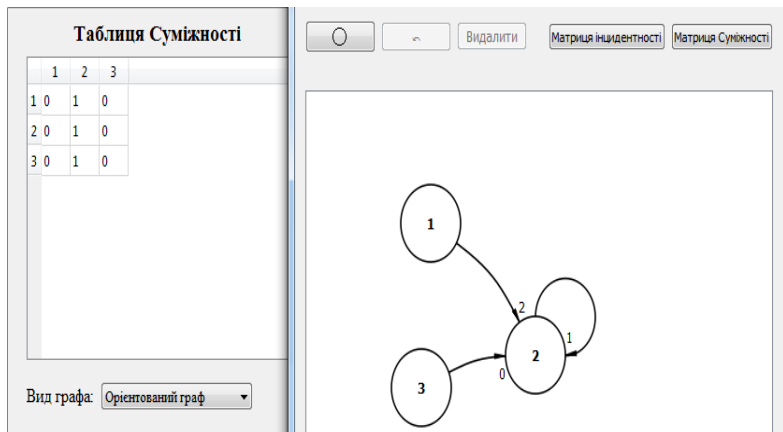 Таблиця Суміжності
1 2 3
1 0 1 0
2 0 1 0
3 0 1 0
Вид графа: Орієнтований граф
Видалити Матриця інцидентності Матриця Суміжності
1
2
1
2
3
0